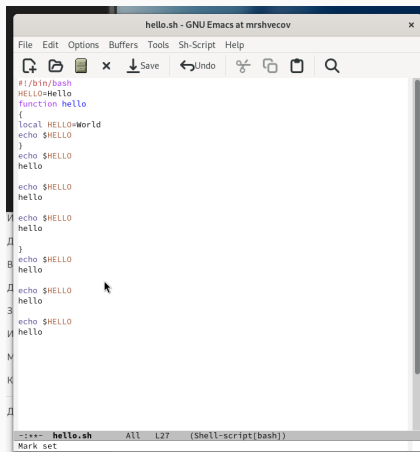 hello.sh - GNU Emacs at mrshvecov
File Edit Options Buffers Tools Sh-Script Help
Save Undo
#!/bin/bash
HELLO=Hello
function hello
{
local HELLO=World
echo $HELLO
}
echo $HELLO
hello
echo $HELLO
hello
echo $HELLO
hello
}
echo $HELLO
hello
echo $HELLO
hello
echo $HELLO
hello
-:**- hello.sh All L27 (Shell-script[bash])
Mark set